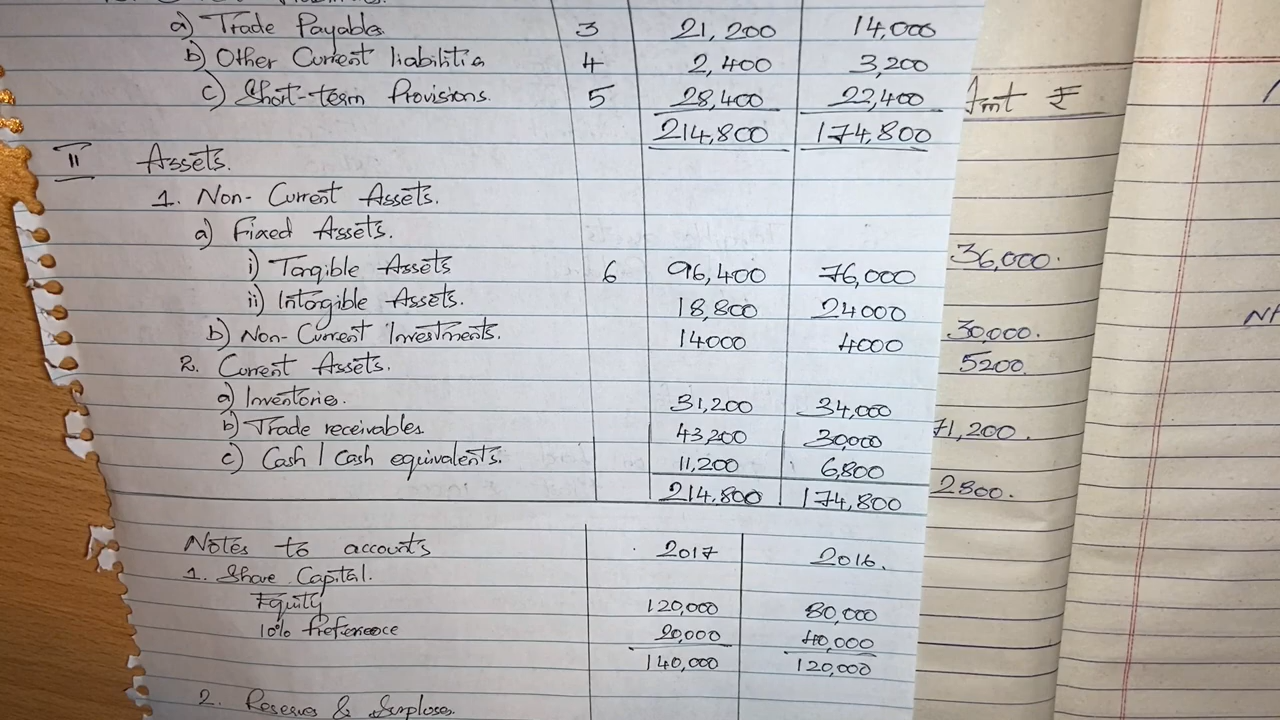 a) Trade Payables 3 21,200 14,000
b) Other Current liabilities 4 2,400 3,200
c) Short-term Provisions. 5 28,400 22,400
Amt ₹
214,800 174,800
II Assets.
1. Non-Current Assets.
a) Fixed Assets.
36,000.
i) Tangible Assets 6 96,400 76,000
ii) Intangible Assets. 18,800 24000
b) Non-Current Investments. 14000 4000
30,000.
2. Current Assets.
5200.
a) Inventories. 31,200 34,000
b) Trade receivables 43,200 30,000
71,200.
c) Cash / Cash equivalents. 11,200 6,800
214,800 174,800
2800.
Notes to accounts 2017 2016.
1. Share Capital.
Equity 120,000 80,000
10% Preference 20,000 40,000
140,000 120,000
2. Reserves & Surplus.